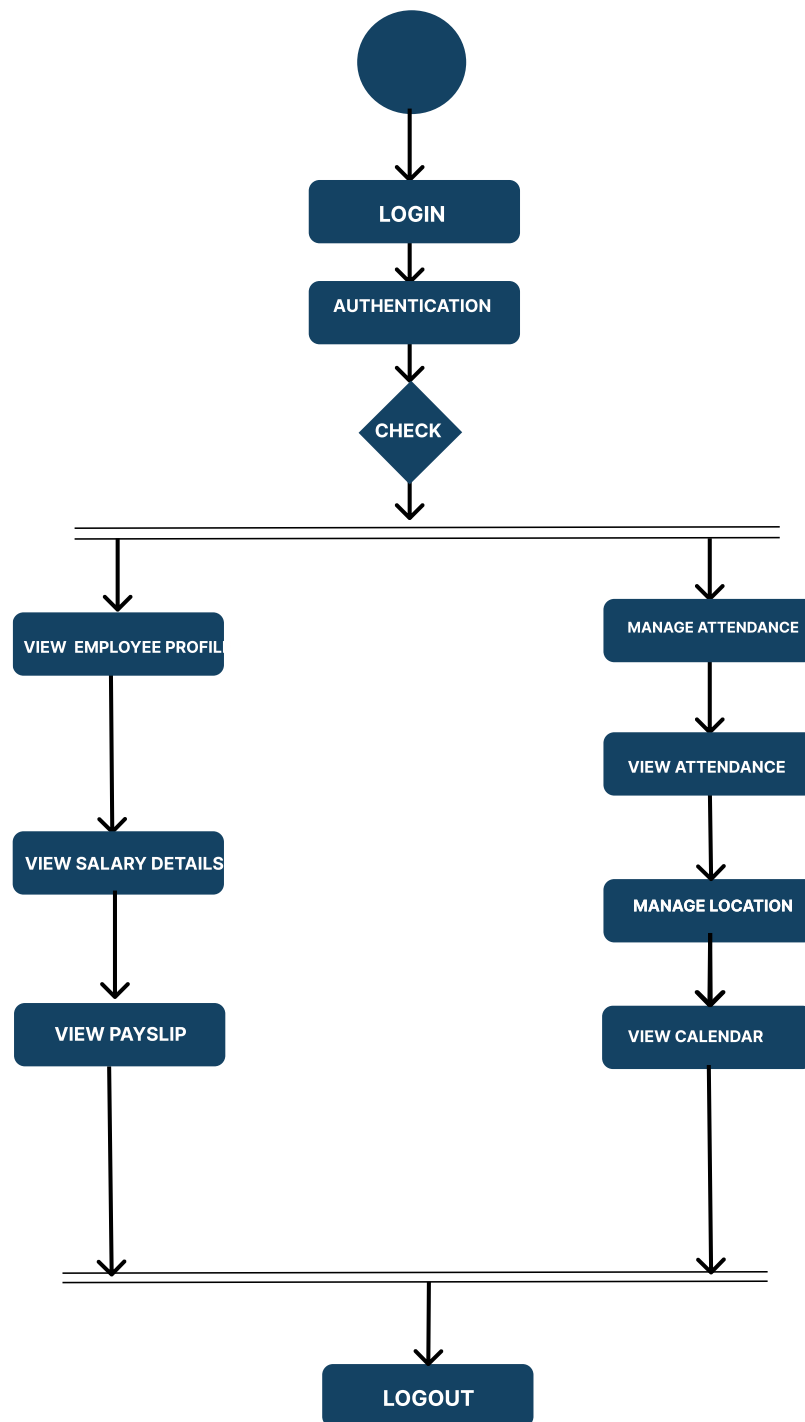 LOGIN
AUTHENTICATION
CHECK
VIEW EMPLOYEE PROFIL
VIEW SALARY DETAILS
VIEW PAYSLIP
MANAGE ATTENDANCE
VIEW ATTENDANCE
MANAGE LOCATION
VIEW CALENDAR
LOGOUT